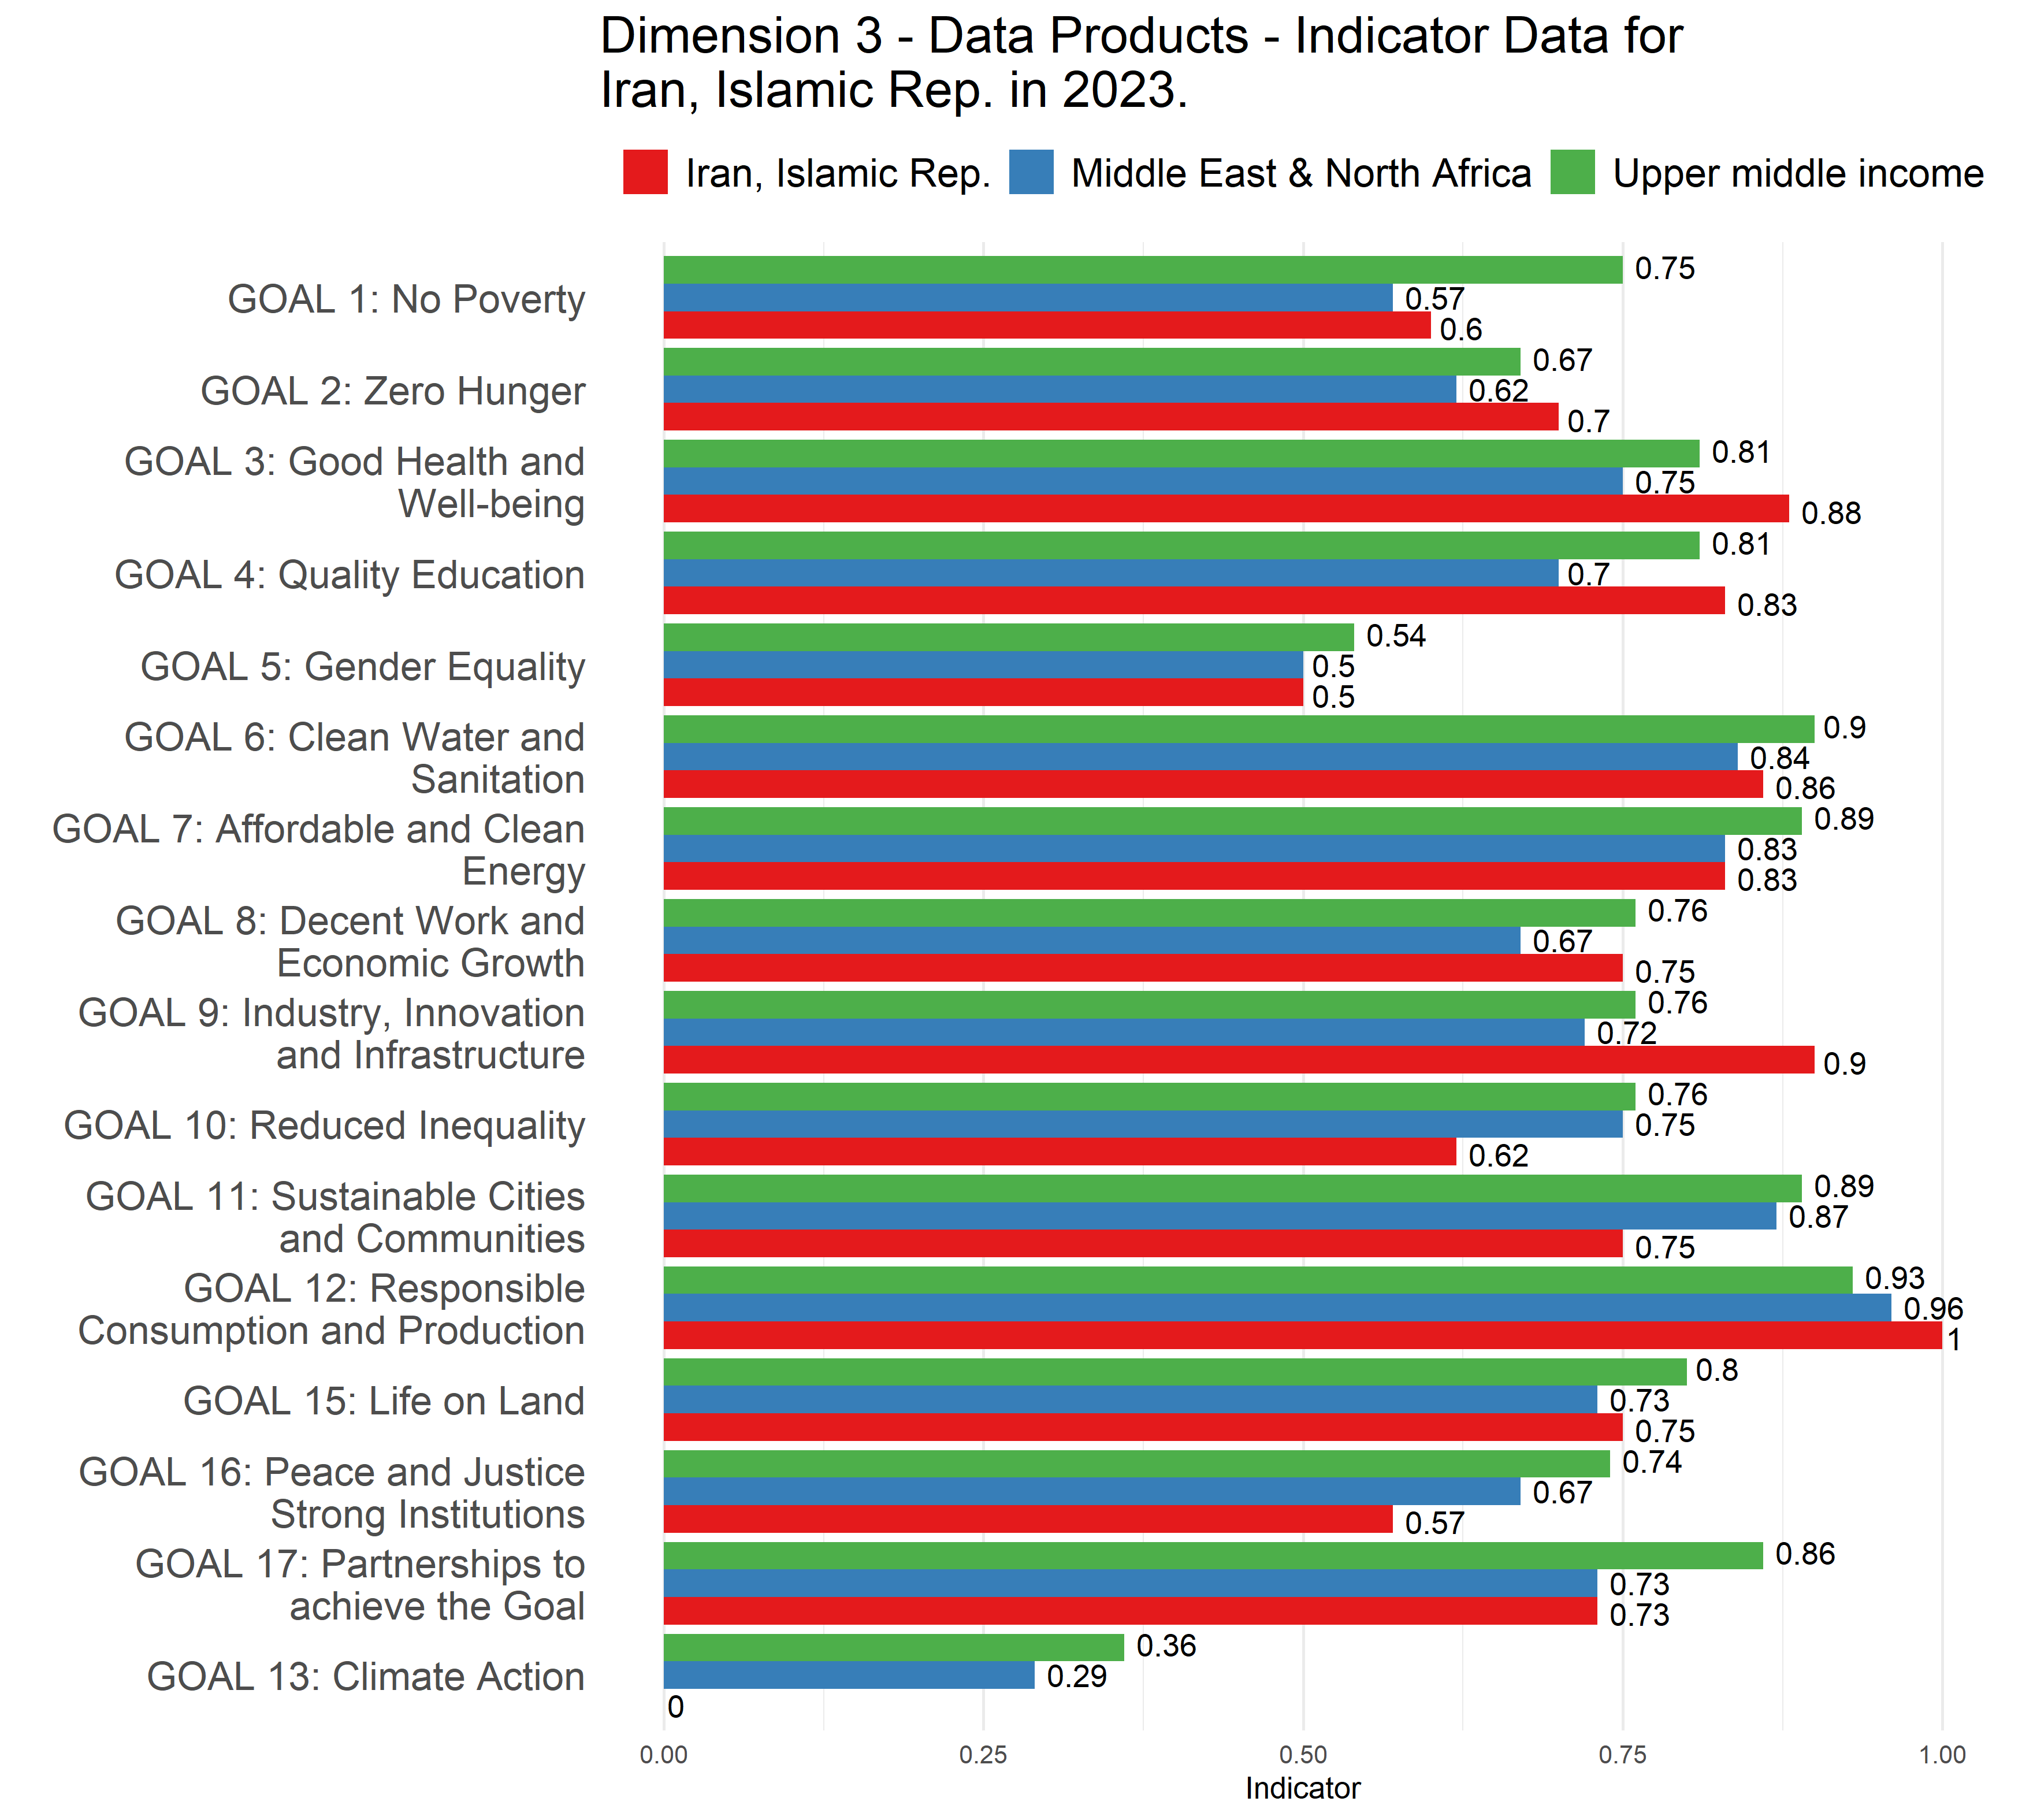 Dimension 3 - Data Products - Indicator Data for
Iran, Islamic Rep. in 2023.
Iran, Islamic Rep. Middle East & North Africa Upper middle income
GOAL 1: No Poverty
0.75
0.57
0.6
GOAL 2: Zero Hunger
0.67
0.62
0.7
GOAL 3: Good Health and
Well-being
0.81
0.75
0.88
GOAL 4: Quality Education
0.81
0.7
0.83
GOAL 5: Gender Equality
0.54
0.5
0.5
GOAL 6: Clean Water and
Sanitation
0.9
0.84
0.86
GOAL 7: Affordable and Clean
Energy
0.89
0.83
0.83
GOAL 8: Decent Work and
Economic Growth
0.76
0.67
0.75
GOAL 9: Industry, Innovation
and Infrastructure
0.76
0.72
0.9
GOAL 10: Reduced Inequality
0.76
0.75
0.62
GOAL 11: Sustainable Cities
and Communities
0.89
0.87
0.75
GOAL 12: Responsible
Consumption and Production
0.93
0.96
1
GOAL 15: Life on Land
0.8
0.73
0.75
GOAL 16: Peace and Justice
Strong Institutions
0.74
0.67
0.57
GOAL 17: Partnerships to
achieve the Goal
0.86
0.73
0.73
GOAL 13: Climate Action
0.36
0.29
0
0.00 0.25 0.50 0.75 1.00
Indicator